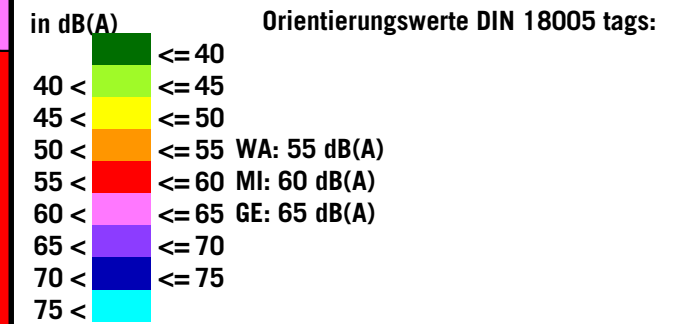 in dB(A) Orientierungswerte DIN 18005 tags:
<= 40
40 < <= 45
45 < <= 50
50 < <= 55 WA: 55 dB(A)
55 < <= 60 MI: 60 dB(A)
60 < <= 65 GE: 65 dB(A)
65 < <= 70
70 < <= 75
75 <